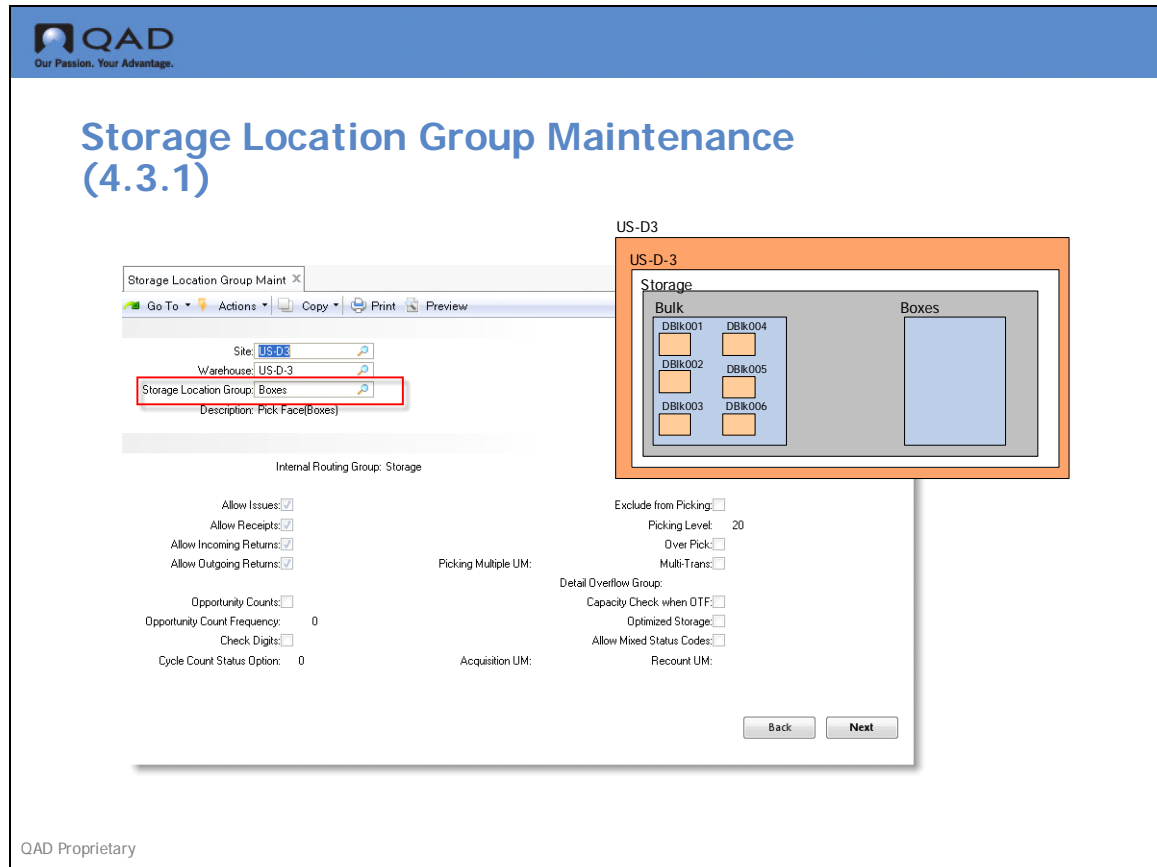 QAD
Our Passion. Your Advantage.
Storage Location Group Maintenance
(4.3.1)
US-D3
US-D-3
Storage
Bulk Boxes
DBlk001 DBlk004
DBlk002 DBlk005
DBlk003 DBlk006
Storage Location Group Maint X
Go To Actions Copy Print Preview
Site: US-D3
Warehouse: US-D-3
Storage Location Group: Boxes
Description: Pick Face(Boxes)
Internal Routing Group: Storage
Allow Issues: Exclude from Picking:
Allow Receipts: Picking Level: 20
Allow Incoming Returns: Over Pick:
Allow Outgoing Returns: Picking Multiple UM: Multi-Trans:
Detail Overflow Group:
Opportunity Counts: Capacity Check when OTF:
Opportunity Count Frequency: 0 Optimized Storage:
Check Digits: Allow Mixed Status Codes:
Cycle Count Status Option: 0 Acquisition UM: Recount UM:
Back Next
QAD Proprietary